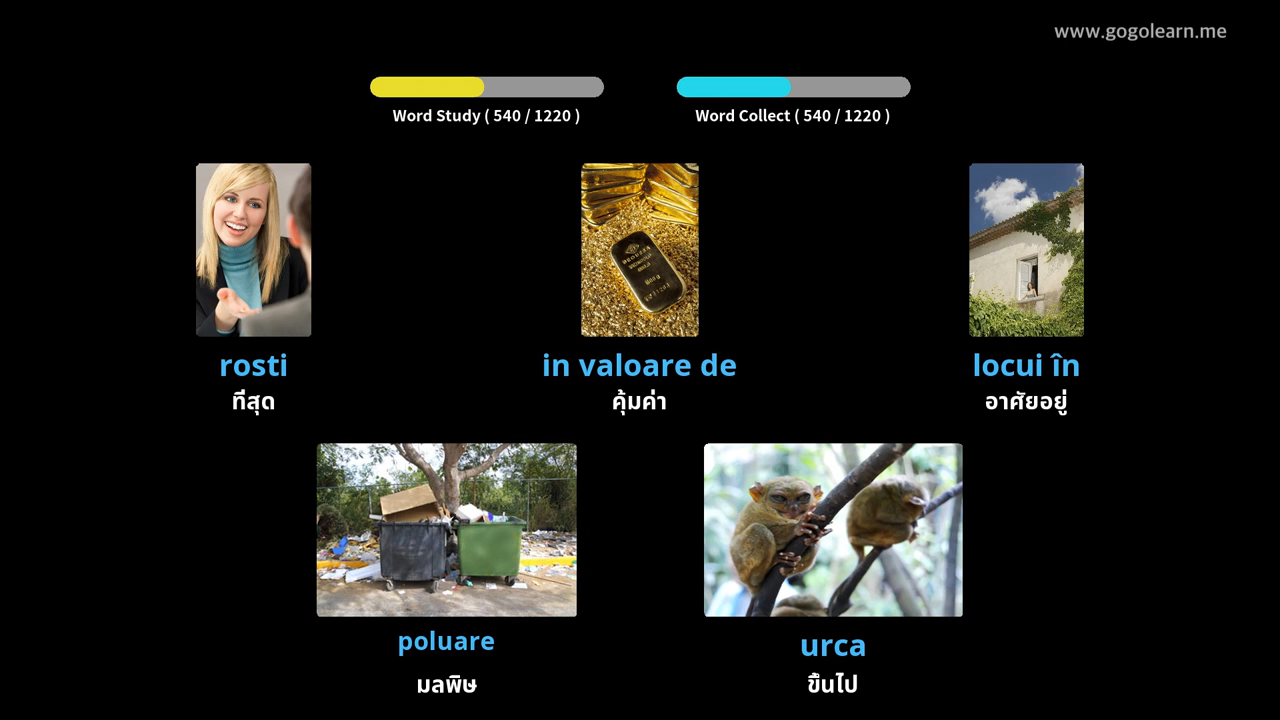 www.gogolearn.me
Word Study ( 540 / 1220 )
Word Collect ( 540 / 1220 )
rosti
ที่สุด
in valoare de
คุ้มค่า
locui în
อาศัยอยู่
poluare
มลพิษ
urca
ขึ้นไป